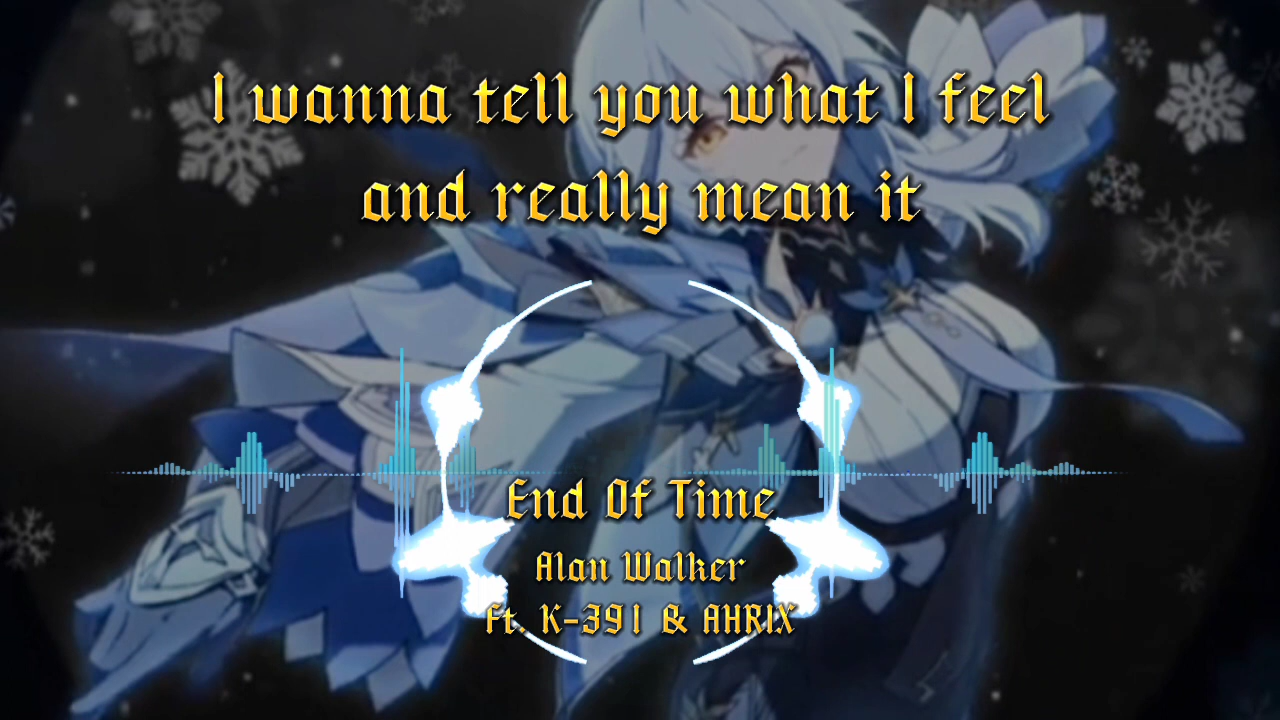 I wanna tell you what I feel
and really mean it
End Of Time
Alan Walker
ft. K-391 & AHRIX